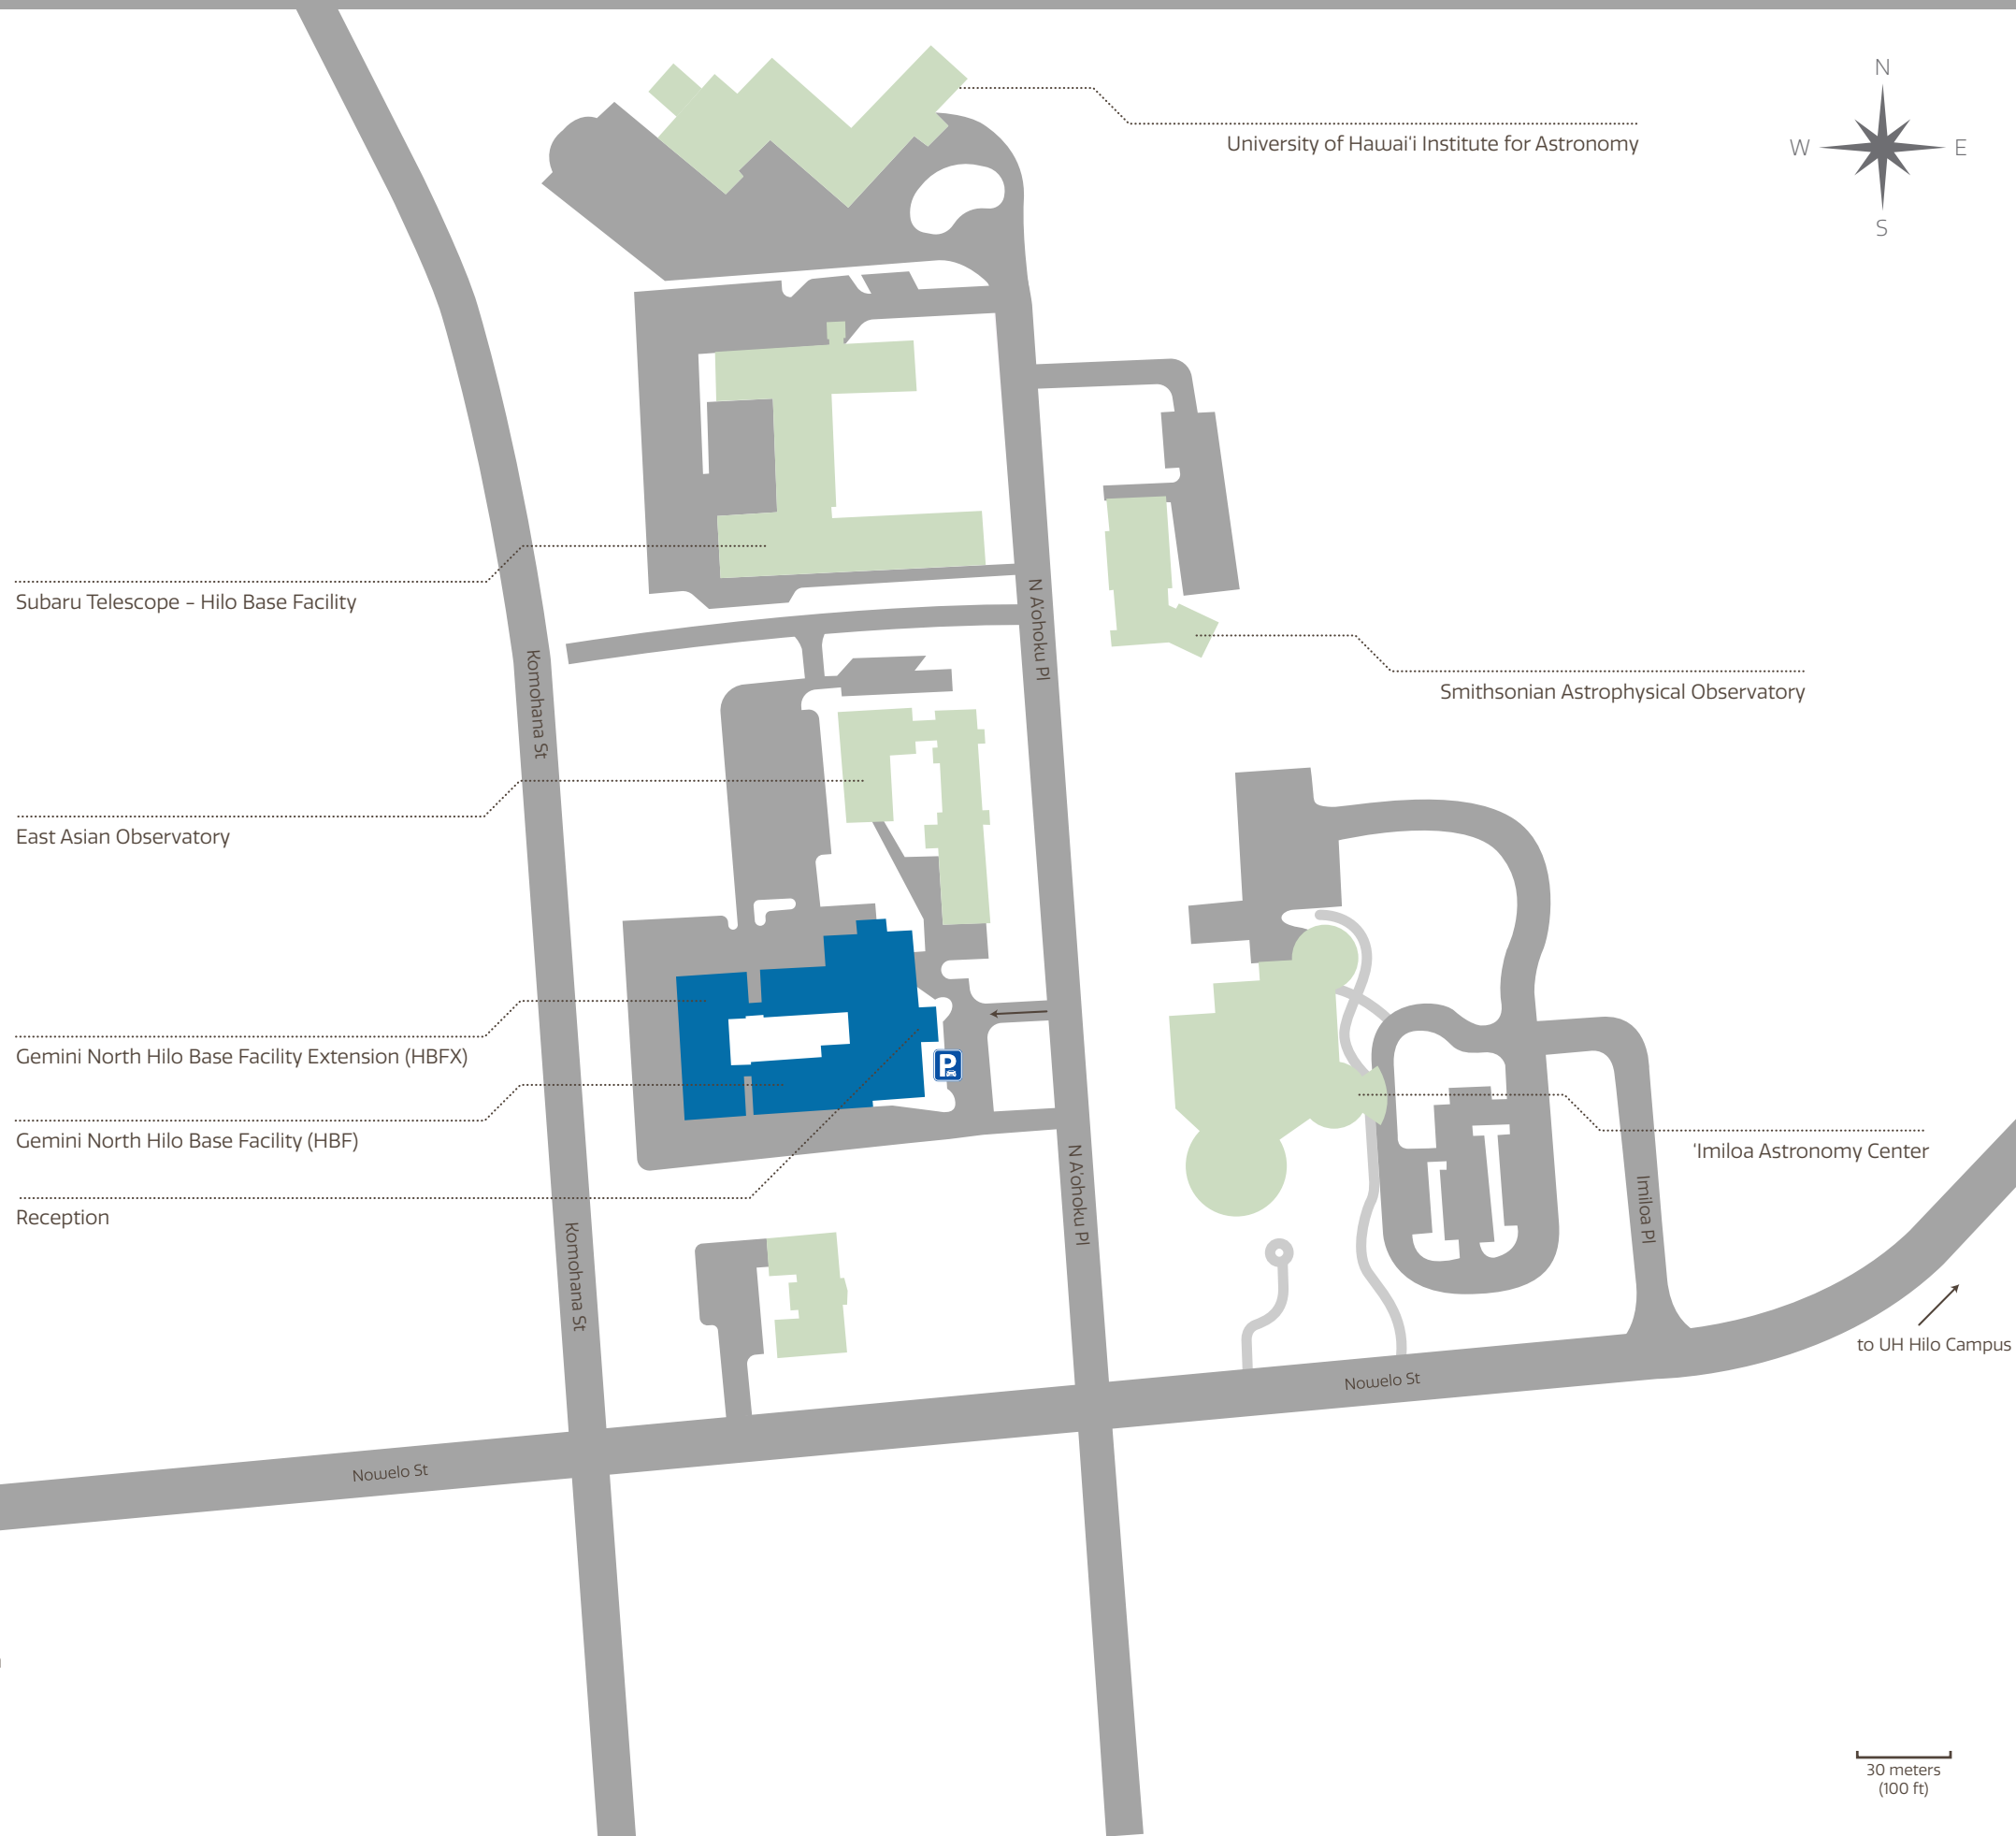 N
W
E
S
University of Hawai‘i Institute for Astronomy
Subaru Telescope – Hilo Base Facility
N A‘ohoku Pl
Komohana St
Smithsonian Astrophysical Observatory
East Asian Observatory
Gemini North Hilo Base Facility Extension (HBFX)
P
Gemini North Hilo Base Facility (HBF)
‘Imiloa Astronomy Center
N A‘ohoku Pl
Imiloa Pl
Reception
Komohana St
to UH Hilo Campus
Nowelo St
Nowelo St
30 meters
(100 ft)